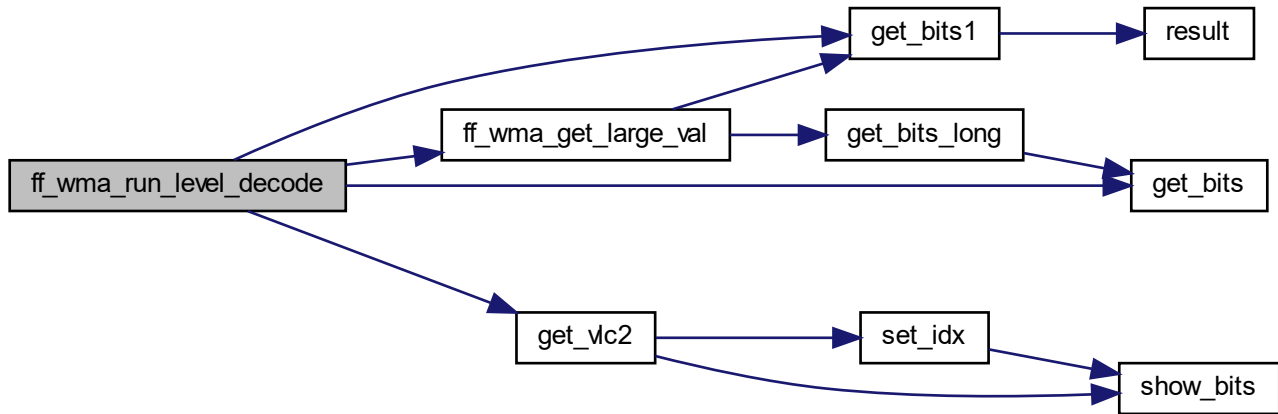 get_bits1
result
ff_wma_get_large_val
get_bits_long
ff_wma_run_level_decode
get_bits
get_vlc2
set_idx
show_bits